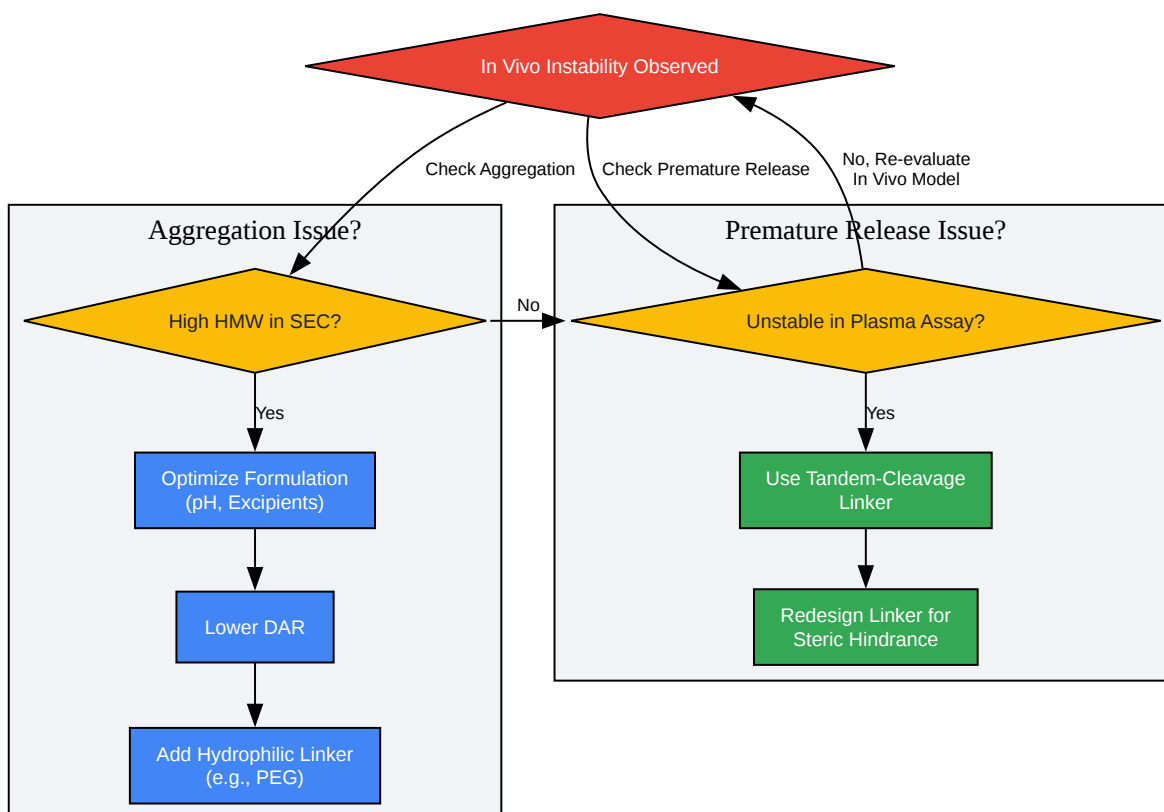 In Vivo Instability Observed
Check Aggregation
Check Premature Release
No, Re-evaluate
In Vivo Model
Aggregation Issue?
Premature Release Issue?
High HMW in SEC?
No
Unstable in Plasma Assay?
Yes
Yes
Optimize Formulation
(pH, Excipients)
Use Tandem-Cleavage
Linker
Lower DAR
Redesign Linker for
Steric Hindrance
Add Hydrophilic Linker
(e.g., PEG)